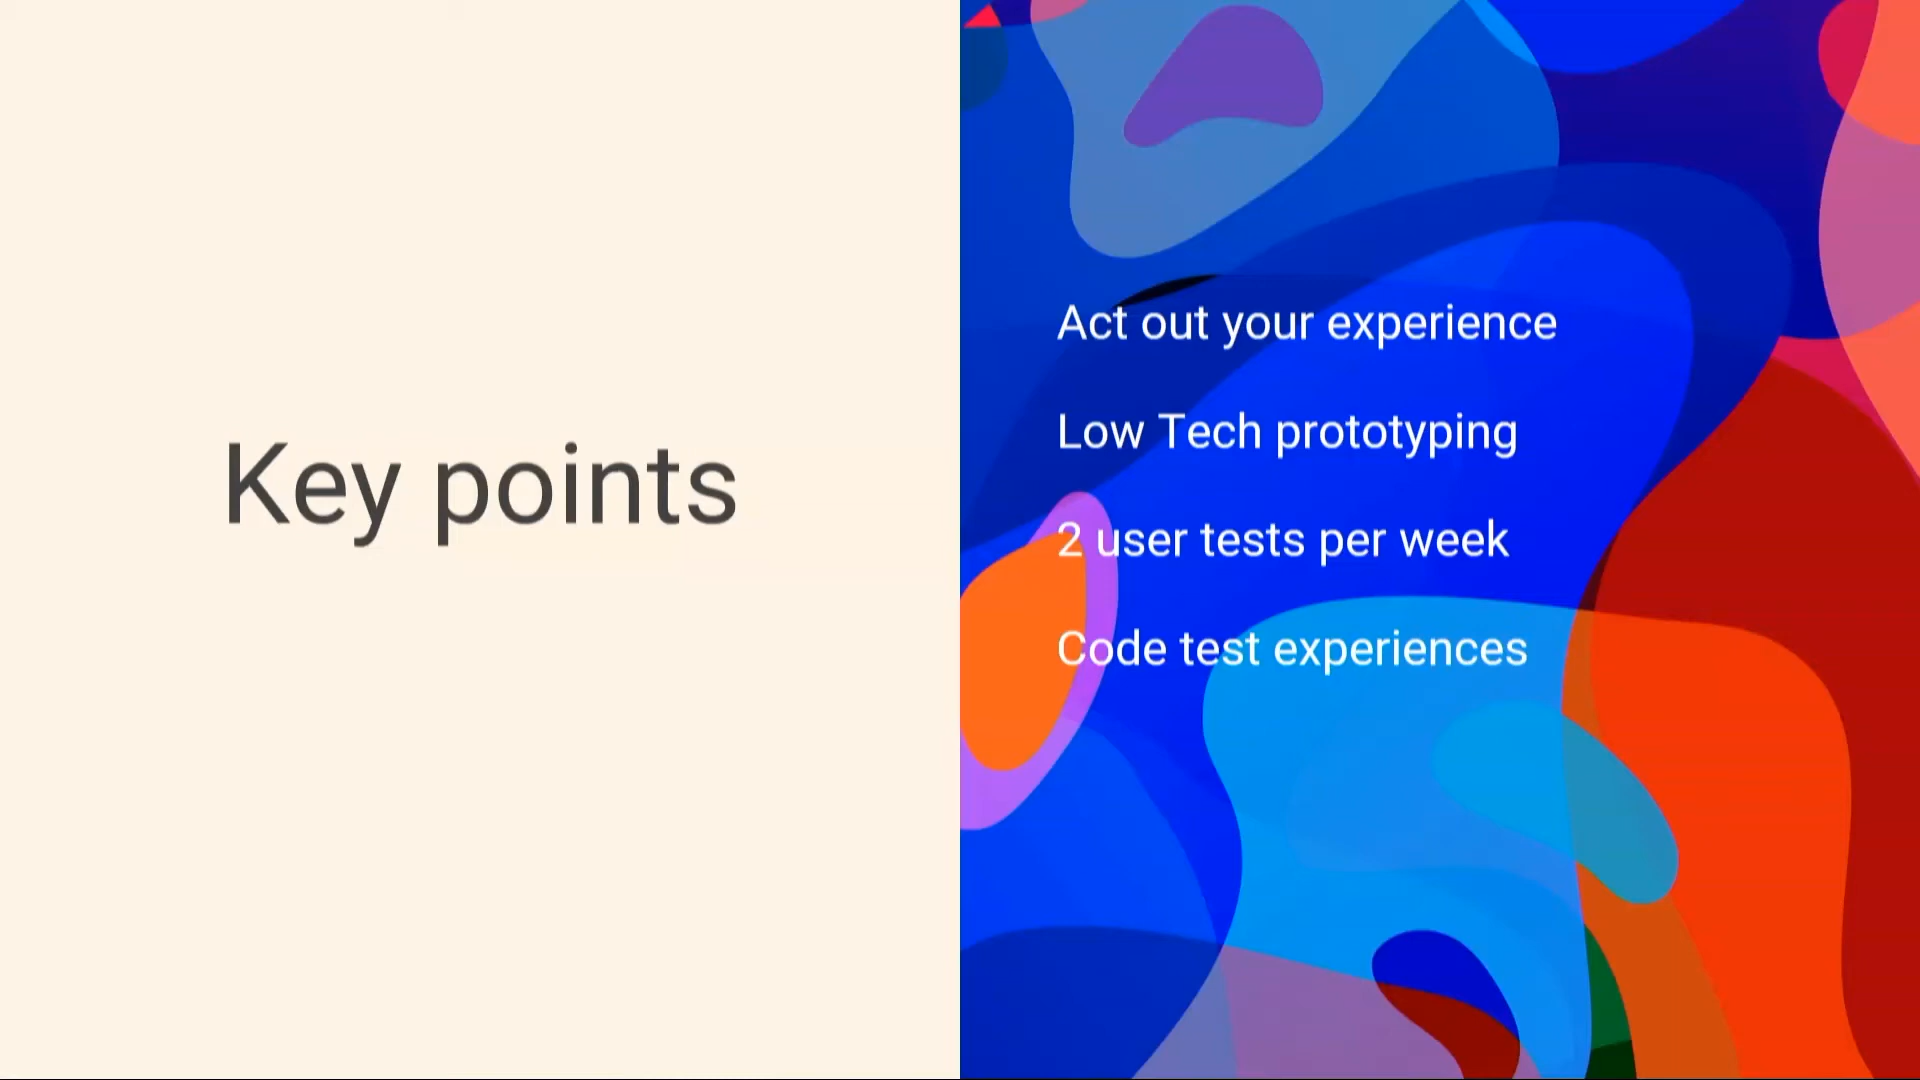 Key points
Act out your experience
Low Tech prototyping
2 user tests per week
Code test experiences